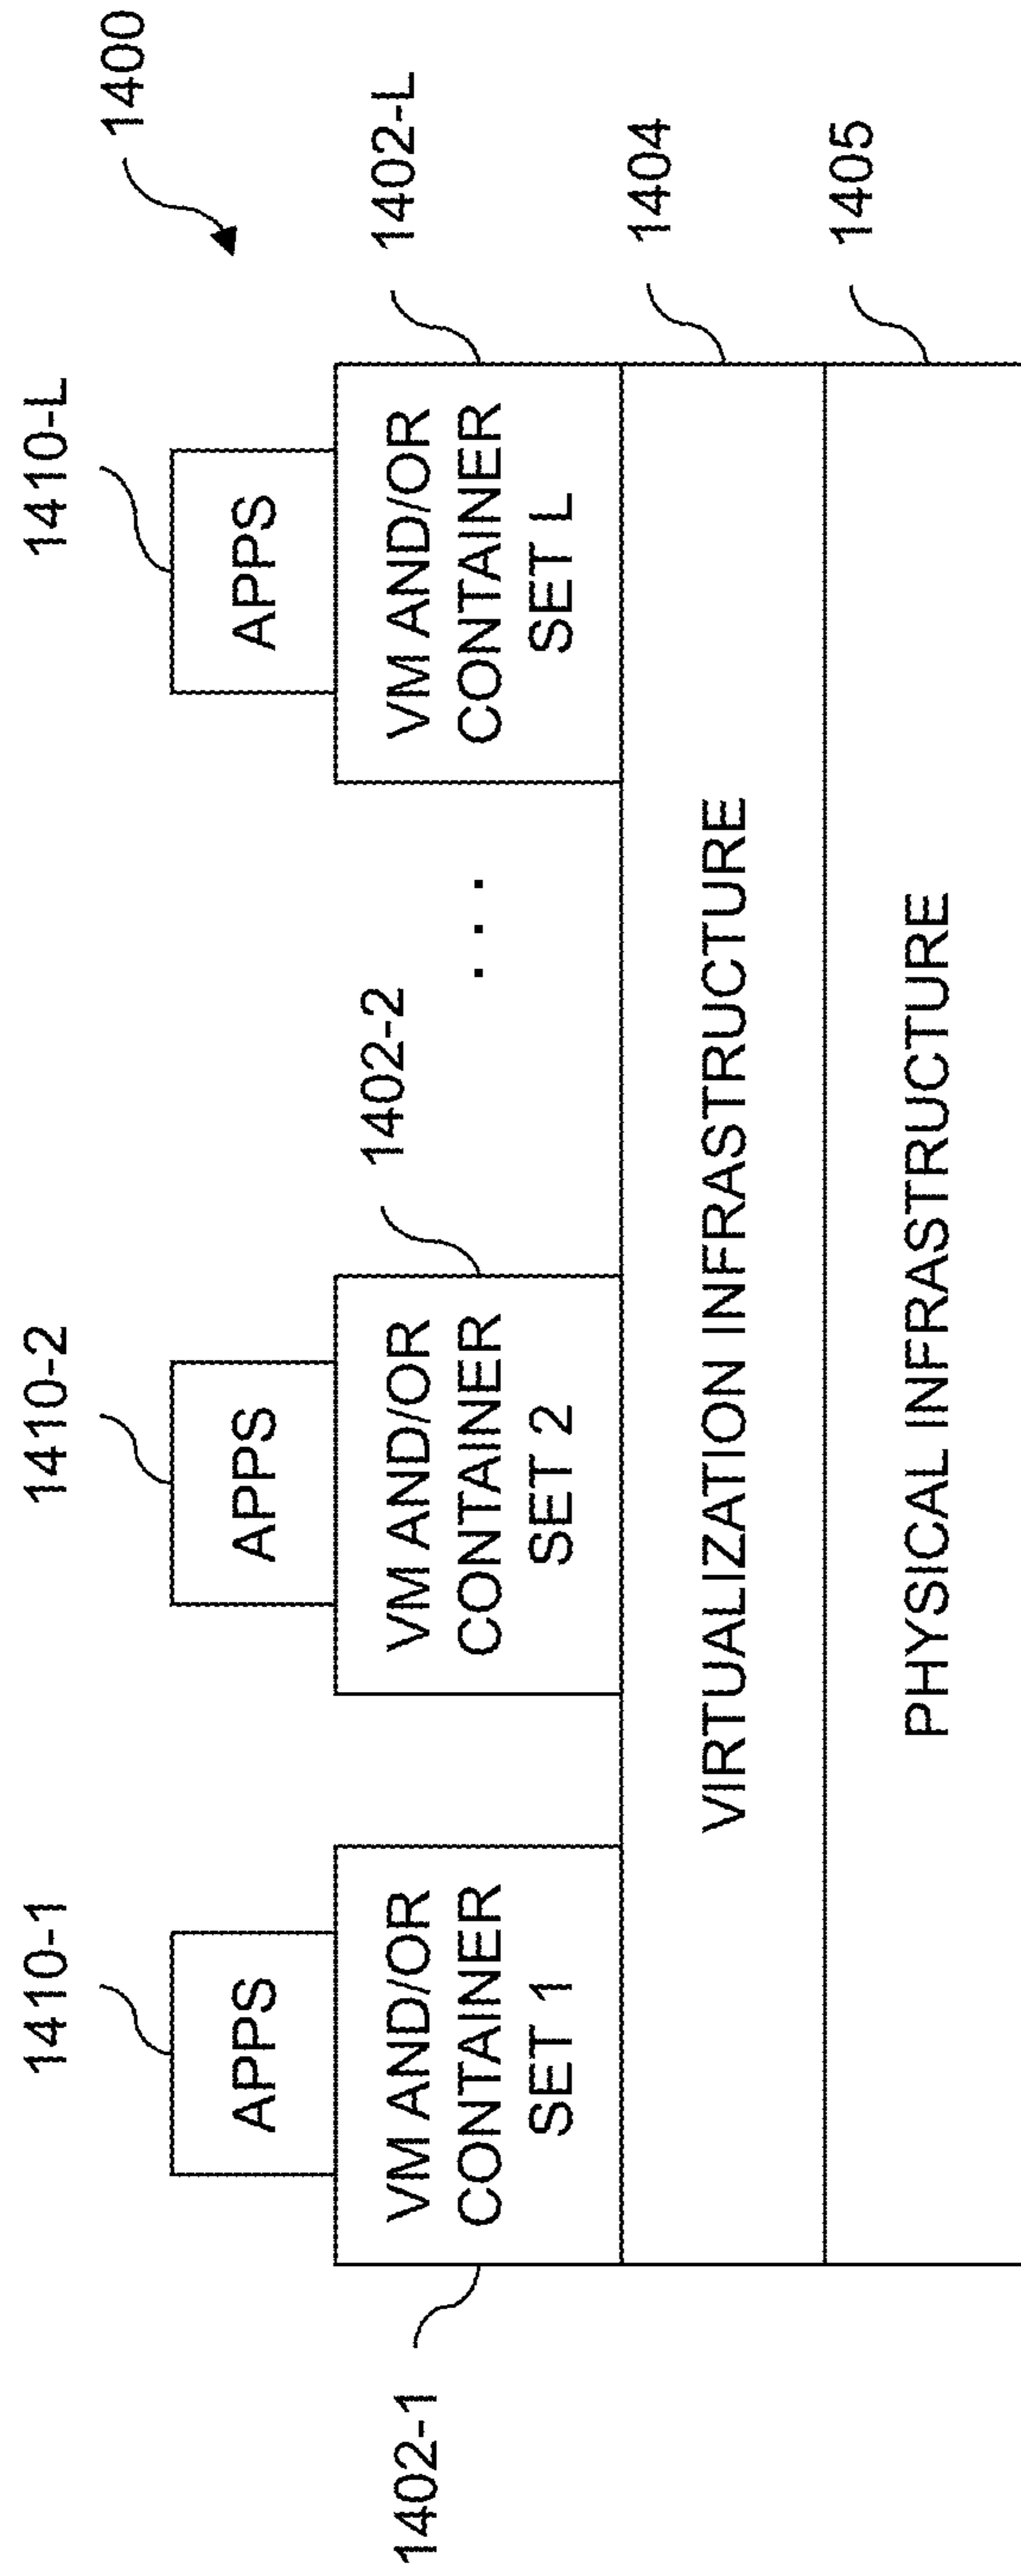 1400
1410-1
1410-2
1410-L
APPS
APPS
APPS
1402-1
VM AND/OR
CONTAINER
SET 1
1402-2
VM AND/OR
CONTAINER
SET 2
. . .
1402-L
VM AND/OR
CONTAINER
SET L
VIRTUALIZATION INFRASTRUCTURE
1404
PHYSICAL INFRASTRUCTURE
1405